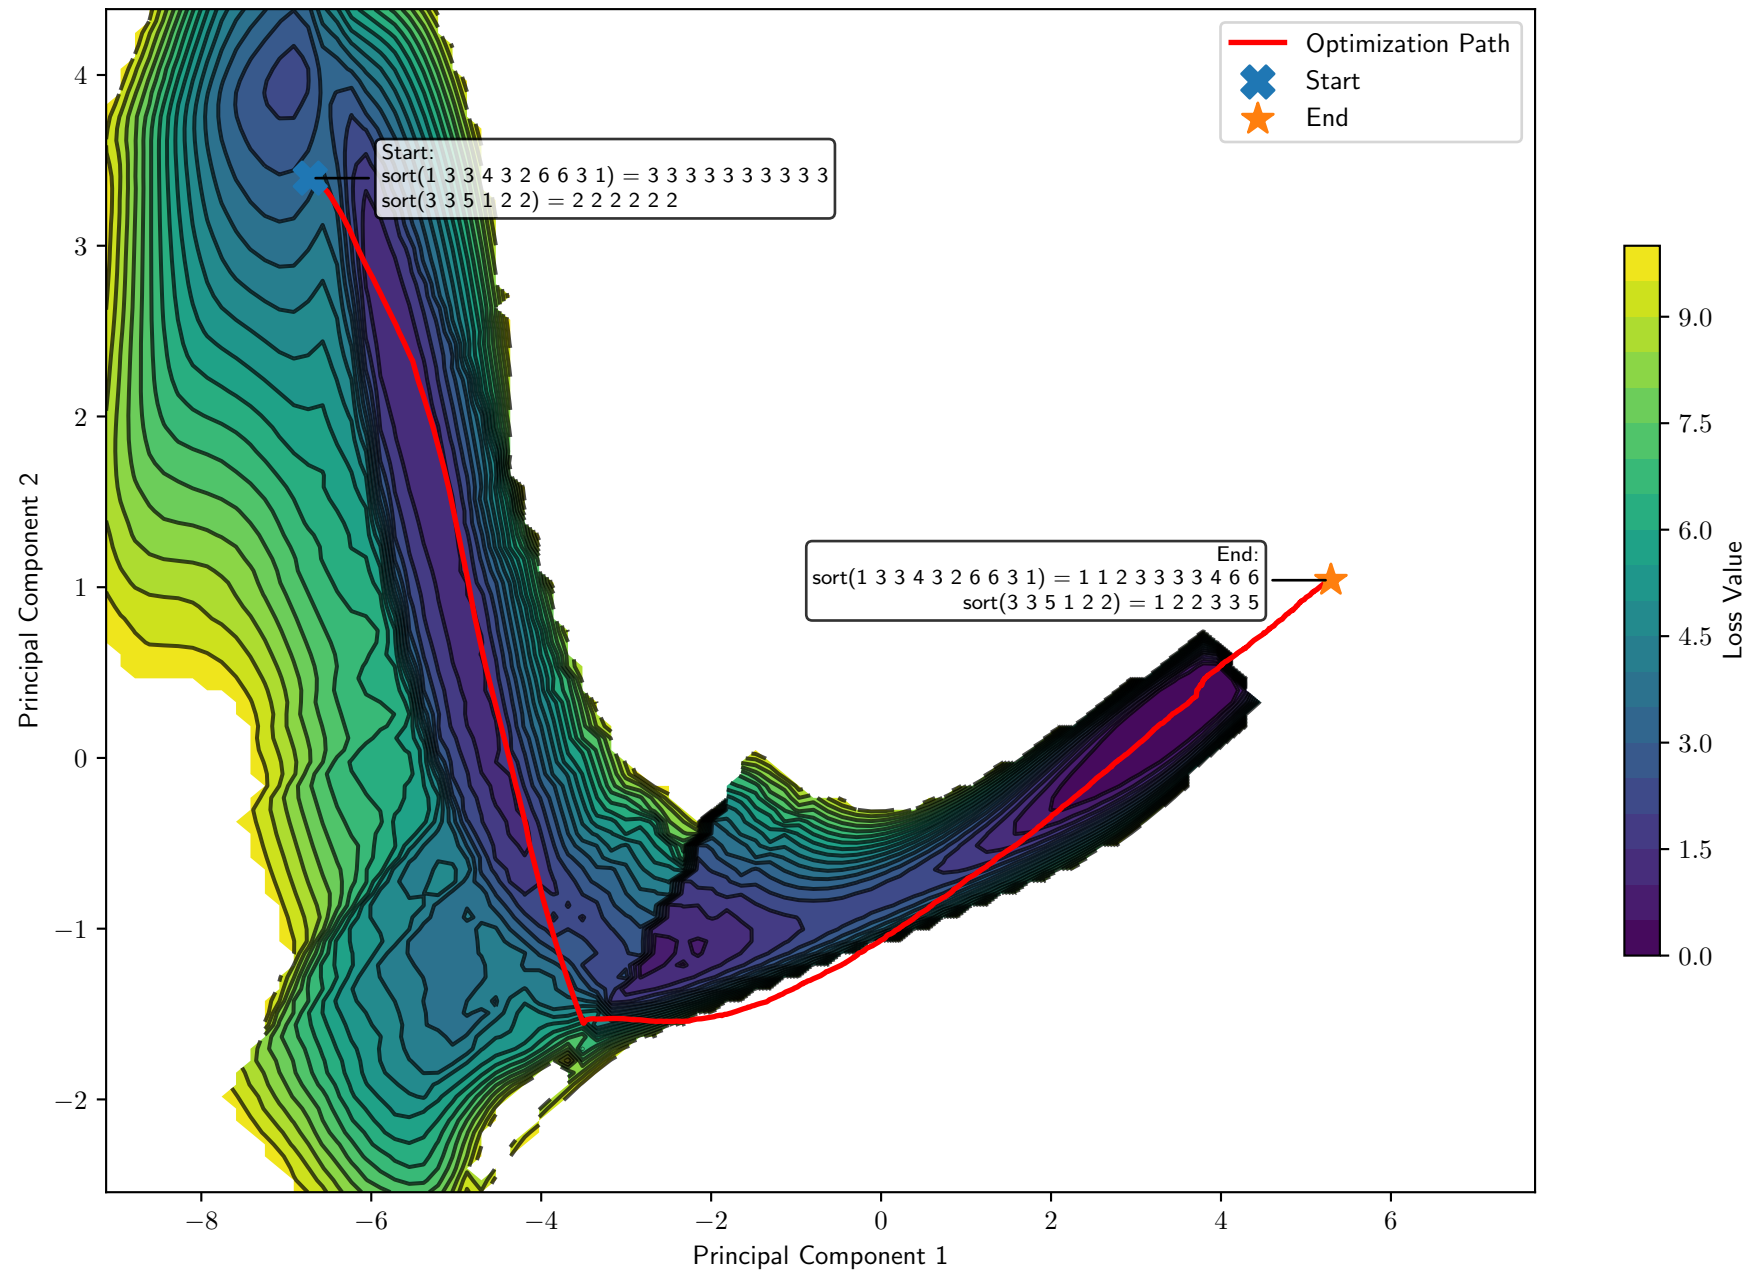 Optimization Path
Start
End
Start:
sort(1 3 3 4 3 2 6 6 3 1) = 3 3 3 3 3 3 3 3 3 3
sort(3 3 5 1 2 2) = 2 2 2 2 2 2
End:
sort(1 3 3 4 3 2 6 6 3 1) = 1 1 2 3 3 3 3 4 6 6
sort(3 3 5 1 2 2) = 1 2 2 3 3 5
4
3
2
1
0
−1
−2
Principal Component 2
−8
−6
−4
−2
0
2
4
6
Principal Component 1
9.0
7.5
6.0
4.5
3.0
1.5
0.0
Loss Value